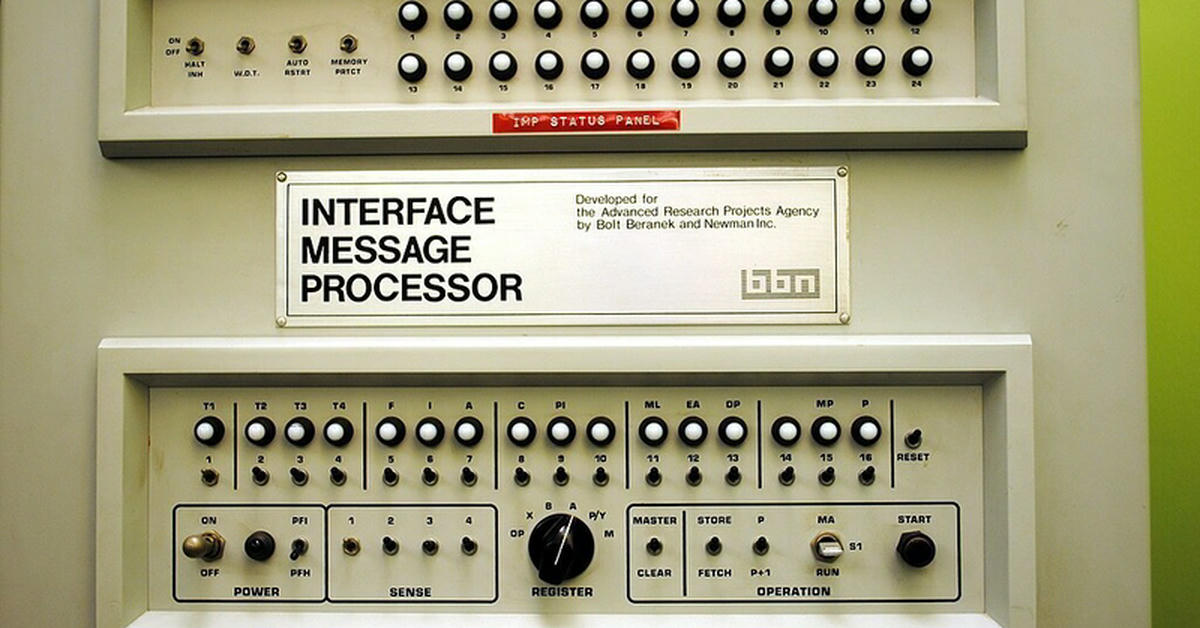 ON
OFF
HALT
INH
W.D.T.
AUTO
RSTRT
MEMORY
PRTCT
1 2 3 4 5 6 7 8 9 10 11 12
13 14 15 16 17 18 19 20 21 22 23 24
IMP STATUS PANEL
INTERFACE
MESSAGE
PROCESSOR
Developed for
the Advanced Research Projects Agency
by Bolt Beranek and Newman Inc.
bbn
T1 T2 T3 T4 F I A C PI ML EA DP MP P
1 2 3 4 5 6 7 8 9 10 11 12 13 14 15 16
RESET
ON
OFF
PFI
PFH
POWER
1 2 3 4
SENSE
OP X B A P/Y M
REGISTER
MASTER
CLEAR
STORE
FETCH
P
P+1
MA
S1
RUN
START
OPERATION